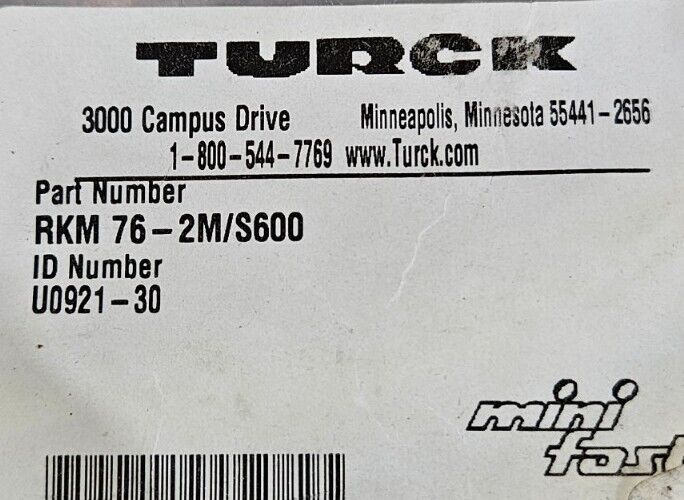 TURCK
3000 Campus Drive Minneapolis, Minnesota 55441-2656
1-800-544-7769 www.Turck.com
Part Number
RKM 76-2M/S600
ID Number
U0921-30
mini
fast